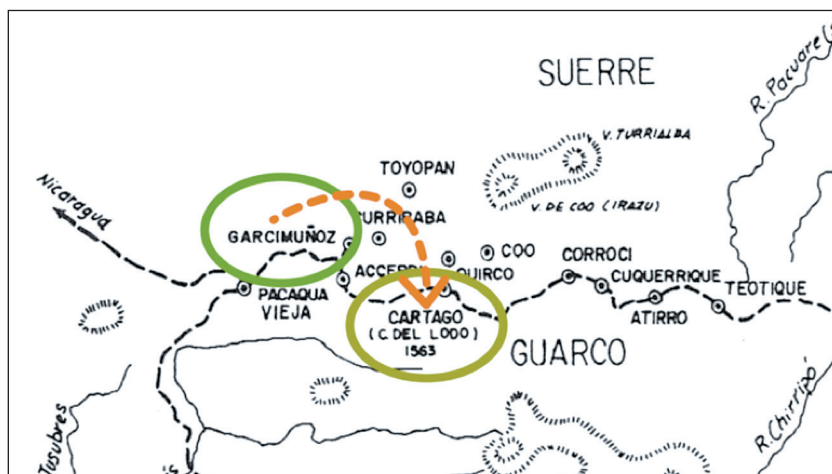 SUERRE
R. Pacuare
V. TURRIALBA
TOYOPAN
V. DE COO (IRAZU)
Nicaragua
CURRIRABA
GARCIMUÑOZ
COO
ACCERRI
QUIRCO
CORROCI
CUQUERRIQUE
TEOTIQUE
PACAQUA
VIEJA
CARTAGO
(C. DEL LODO)
1563
ATIRRO
GUARCO
Tusubres
R. Chirripó